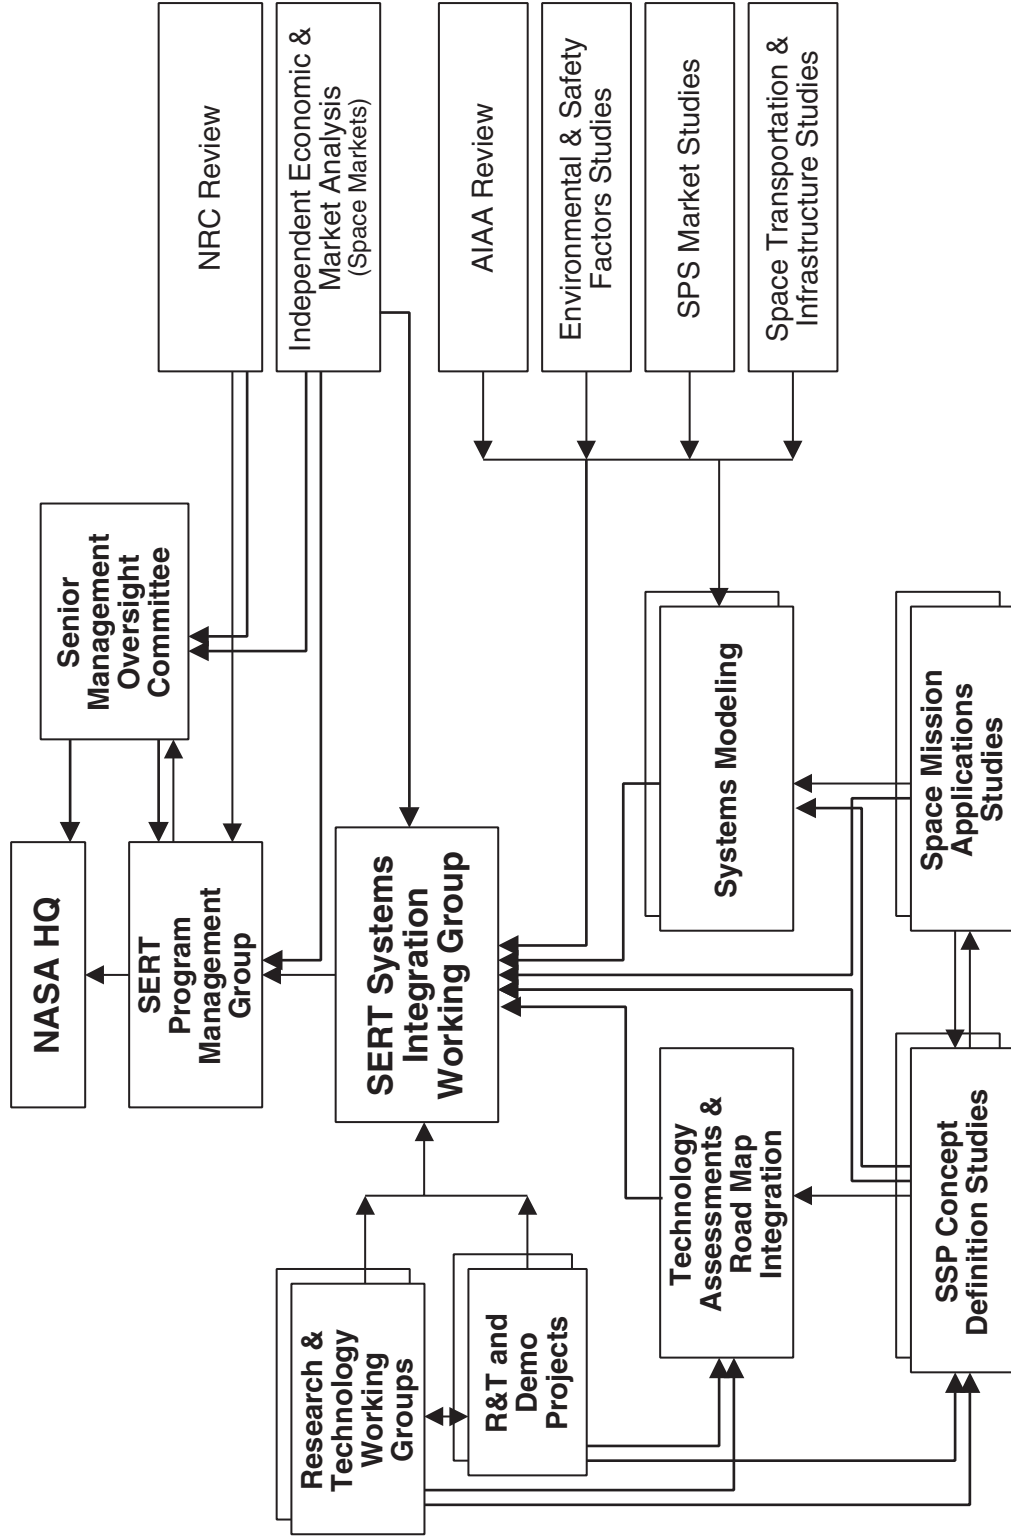 NASA HQ
Senior
Management
Oversight
Committee
SERT
Program
Management
Group
NRC Review
Independent Economic &
Market Analysis
(Space Markets)
Research &
Technology
Working
Groups
SERT Systems
Integration
Working Group
R&T and
Demo
Projects
AIAA Review
Environmental & Safety
Factors Studies
SPS Market Studies
Space Transportation &
Infrastructure Studies
Technology
Assessments &
Road Map
Integration
Systems Modeling
SSP Concept
Definition Studies
Space Mission
Applications
Studies